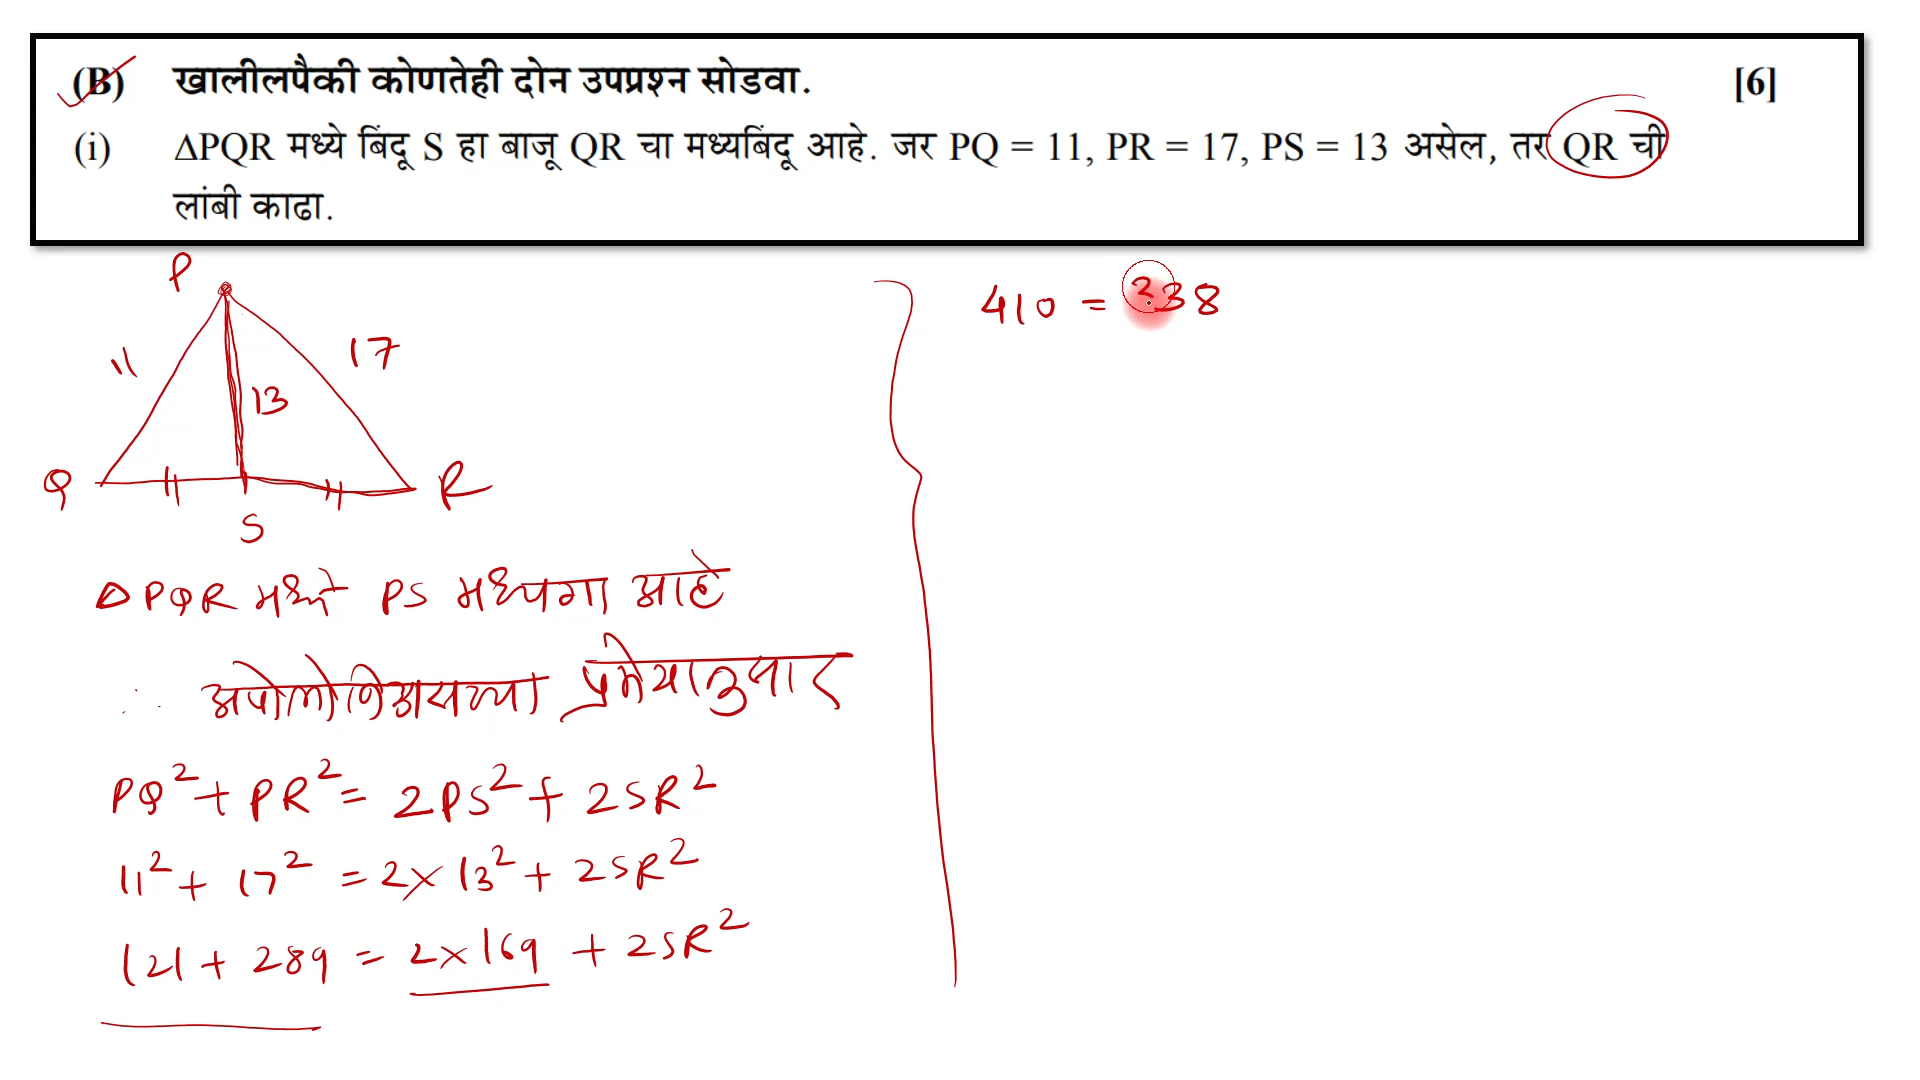 (B) खालीलपैकी कोणतेही दोन उपप्रश्न सोडवा. [6]
(i) ΔPQR मध्ये बिंदू S हा बाजू QR चा मध्यबिंदू आहे. जर PQ = 11, PR = 17, PS = 13 असेल, तर QR ची
लांबी काढा.
P
11
17
13
Q
R
S
Δ PQR मध्ये PS मध्यगा आहे
∴ अपोलोनिअसच्या प्रमेयानुसार
PQ² + PR² = 2PS² + 2SR²
11² + 17² = 2 × 13² + 2SR²
121 + 289 = 2 × 169 + 2SR²
410 = 338